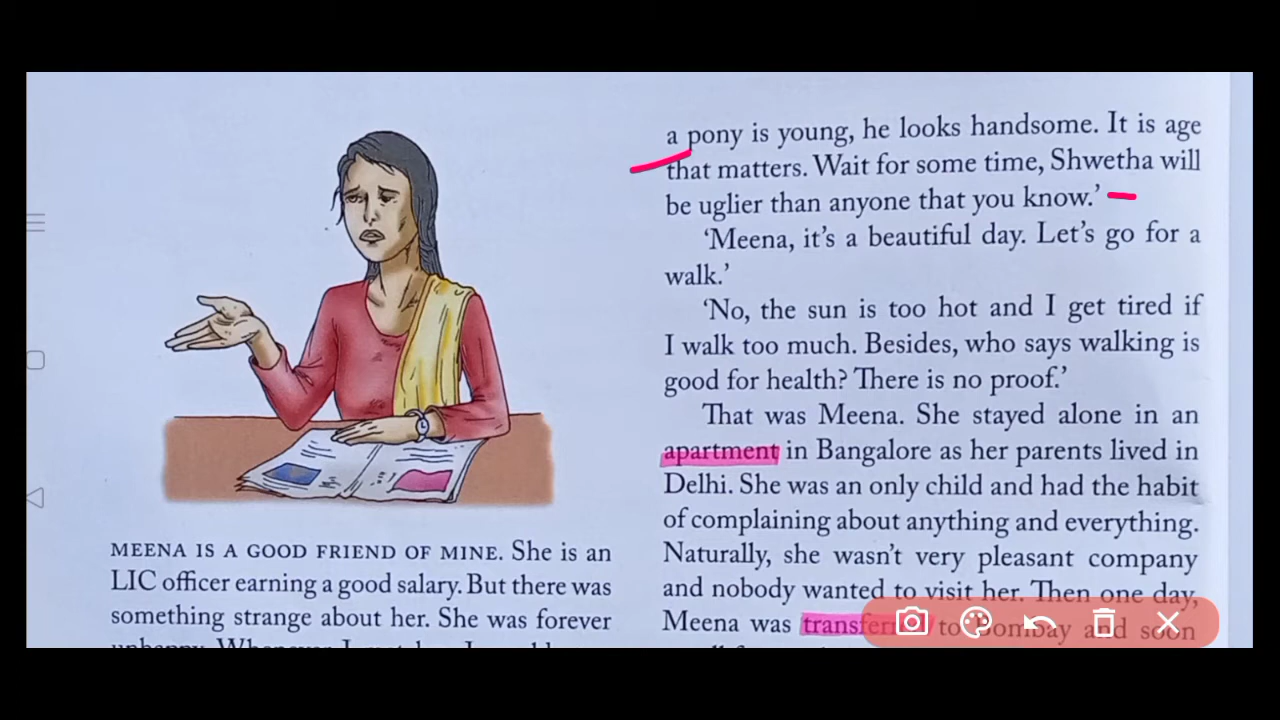 MEENA IS A GOOD FRIEND OF MINE. She is an
LIC officer earning a good salary. But there was
something strange about her. She was forever
unhappy. Whenever I
a pony is young, he looks handsome. It is age
that matters. Wait for some time, Shwetha will
be uglier than anyone that you know.’
‘Meena, it’s a beautiful day. Let’s go for a
walk.’
‘No, the sun is too hot and I get tired if
I walk too much. Besides, who says walking is
good for health? There is no proof.’
That was Meena. She stayed alone in an
apartment in Bangalore as her parents lived in
Delhi. She was an only child and had the habit
of complaining about anything and everything.
Naturally, she wasn’t very pleasant company
and nobody wanted to visit her. Then one day,
Meena was to Bombay and soon